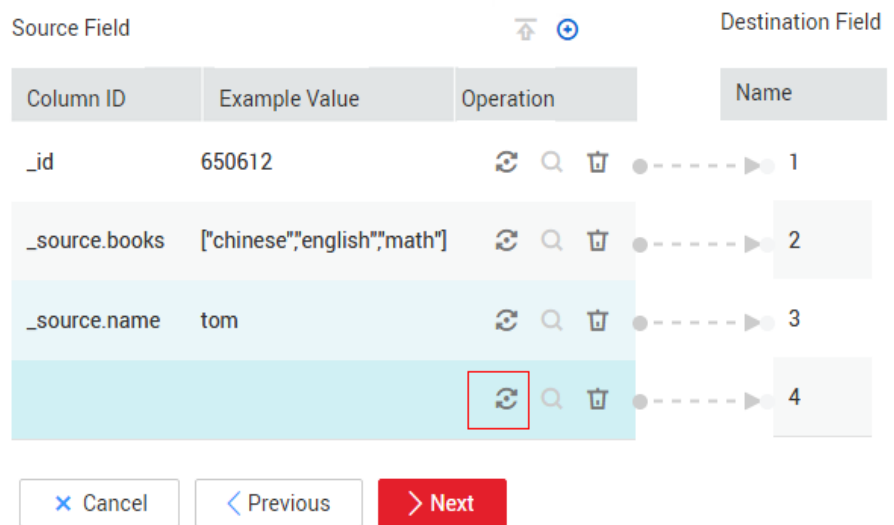 Source Field Destination Field
Column ID Example Value Operation Name
_id 650612 1
_source.books ["chinese","english","math"] 2
_source.name tom 3
4
Cancel Previous Next